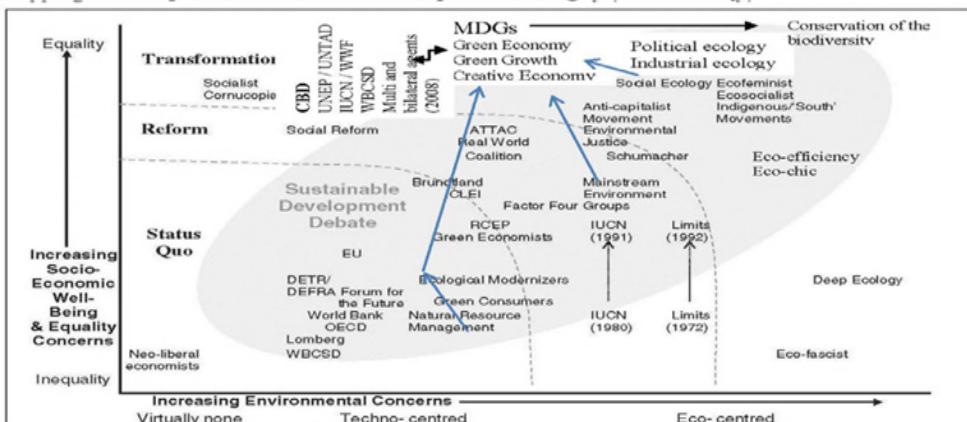 MDGs
Conservation of the
biodiversity
Equality
Transformation
Socialist
Cornucopie
CBD
UNEP / UNTAD
IUCN / WWF
WBCSD
Multi and
bilateral agents
(2008)
Green Economy
Green Growth
Creative Economy
Political ecology
Industrial ecology
Social Ecology Ecofeminist
Ecosocialist
Indigenous/'South'
Movements
Anti-capitalist
Movement
Environmental
Justice
Schumacher
Reform
Social Reform
ATTAC
Real World
Coalition
Eco-efficiency
Eco-chic
Sustainable
Development
Debate
Brundtland
CLEI
Mainstream
Environment
Factor Four Groups
Status
Quo
RCEP
Green Economists
IUCN
(1991)
Limits
(1992)
EU
Increasing
Socio-
Economic
Well-
Being
& Equality
Concerns
DETR/
DEFRA Forum for
the Future
World Bank
OECD
Lomberg
WBCSD
Ecological Modernizers
Green Consumers
Natural Resource
Management
IUCN
(1980)
Limits
(1972)
Deep Ecology
Neo-liberal
economists
Eco-fascist
Inequality
Increasing Environmental Concerns
Virtually none
Techno- centred
Eco- centred